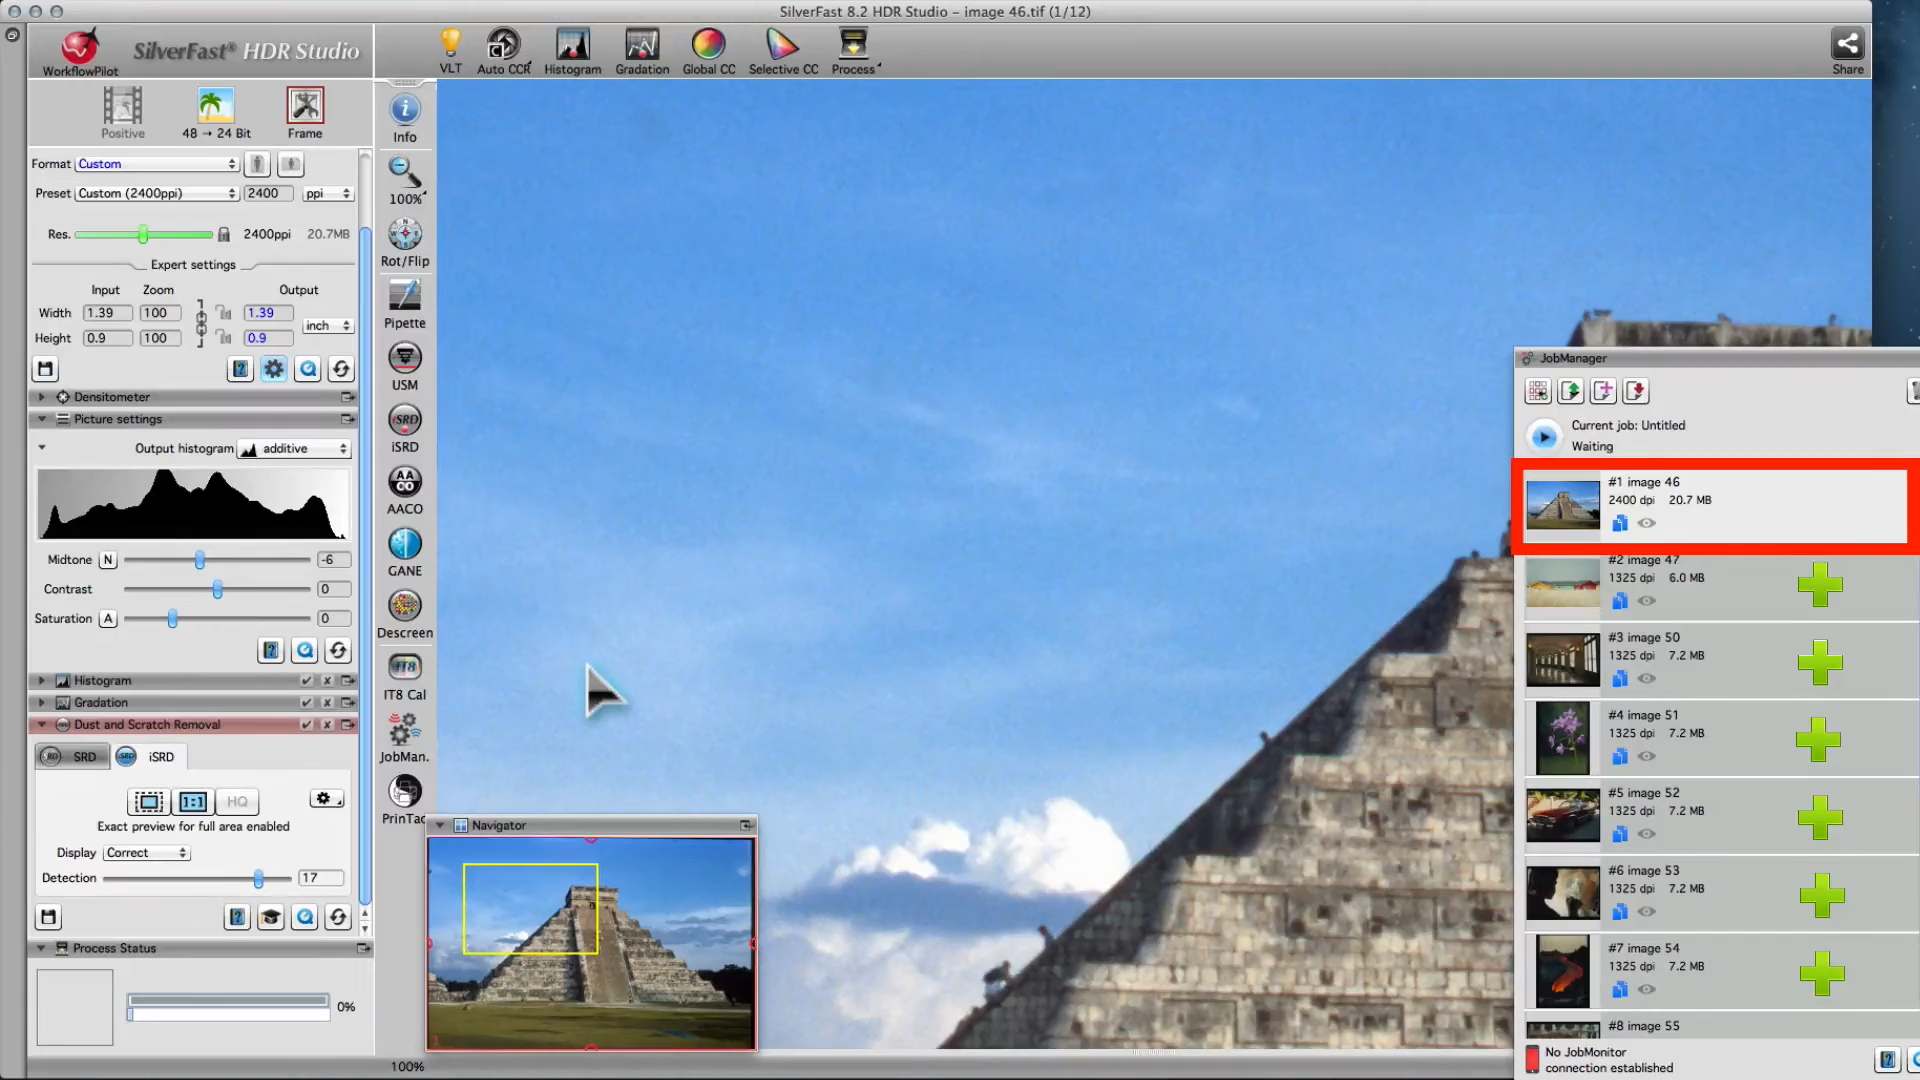 SilverFast 8.2 HDR Studio – image 46.tif (1/12)
WorkflowPilot
SilverFast® HDR Studio
VLT
Auto CCR
Histogram
Gradation
Global CC
Selective CC
Process
Share
Positive
48 → 24 Bit
Frame
Format Custom
Preset Custom (2400ppi) 2400 ppi
Res. 2400ppi 20.7MB
Expert settings
Input Zoom Output
Width 1.39 100 1.39
Height 0.9 100 0.9
inch
Densitometer
Picture settings
Output histogram additive
Midtone N -6
Contrast 0
Saturation A 0
Histogram
Gradation
Dust and Scratch Removal
SRD
iSRD
1:1
HQ
Exact preview for full area enabled
Display Correct
Detection 17
Process Status
0%
Info
100%
Rot/Flip
Pipette
USM
iSRD
iSRD
AACO
AACO
GANE
Descreen
IT8
IT8 Cal
JobMan.
PrinTao
Navigator
1
100%
JobManager
Current job: Untitled
Waiting
#1 image 46
2400 dpi 20.7 MB
#2 image 47
1325 dpi 6.0 MB
#3 image 50
1325 dpi 7.2 MB
#4 image 51
1325 dpi 7.2 MB
#5 image 52
1325 dpi 7.2 MB
#6 image 53
1325 dpi 7.2 MB
#7 image 54
1325 dpi 7.2 MB
#8 image 55
No JobMonitor
connection established